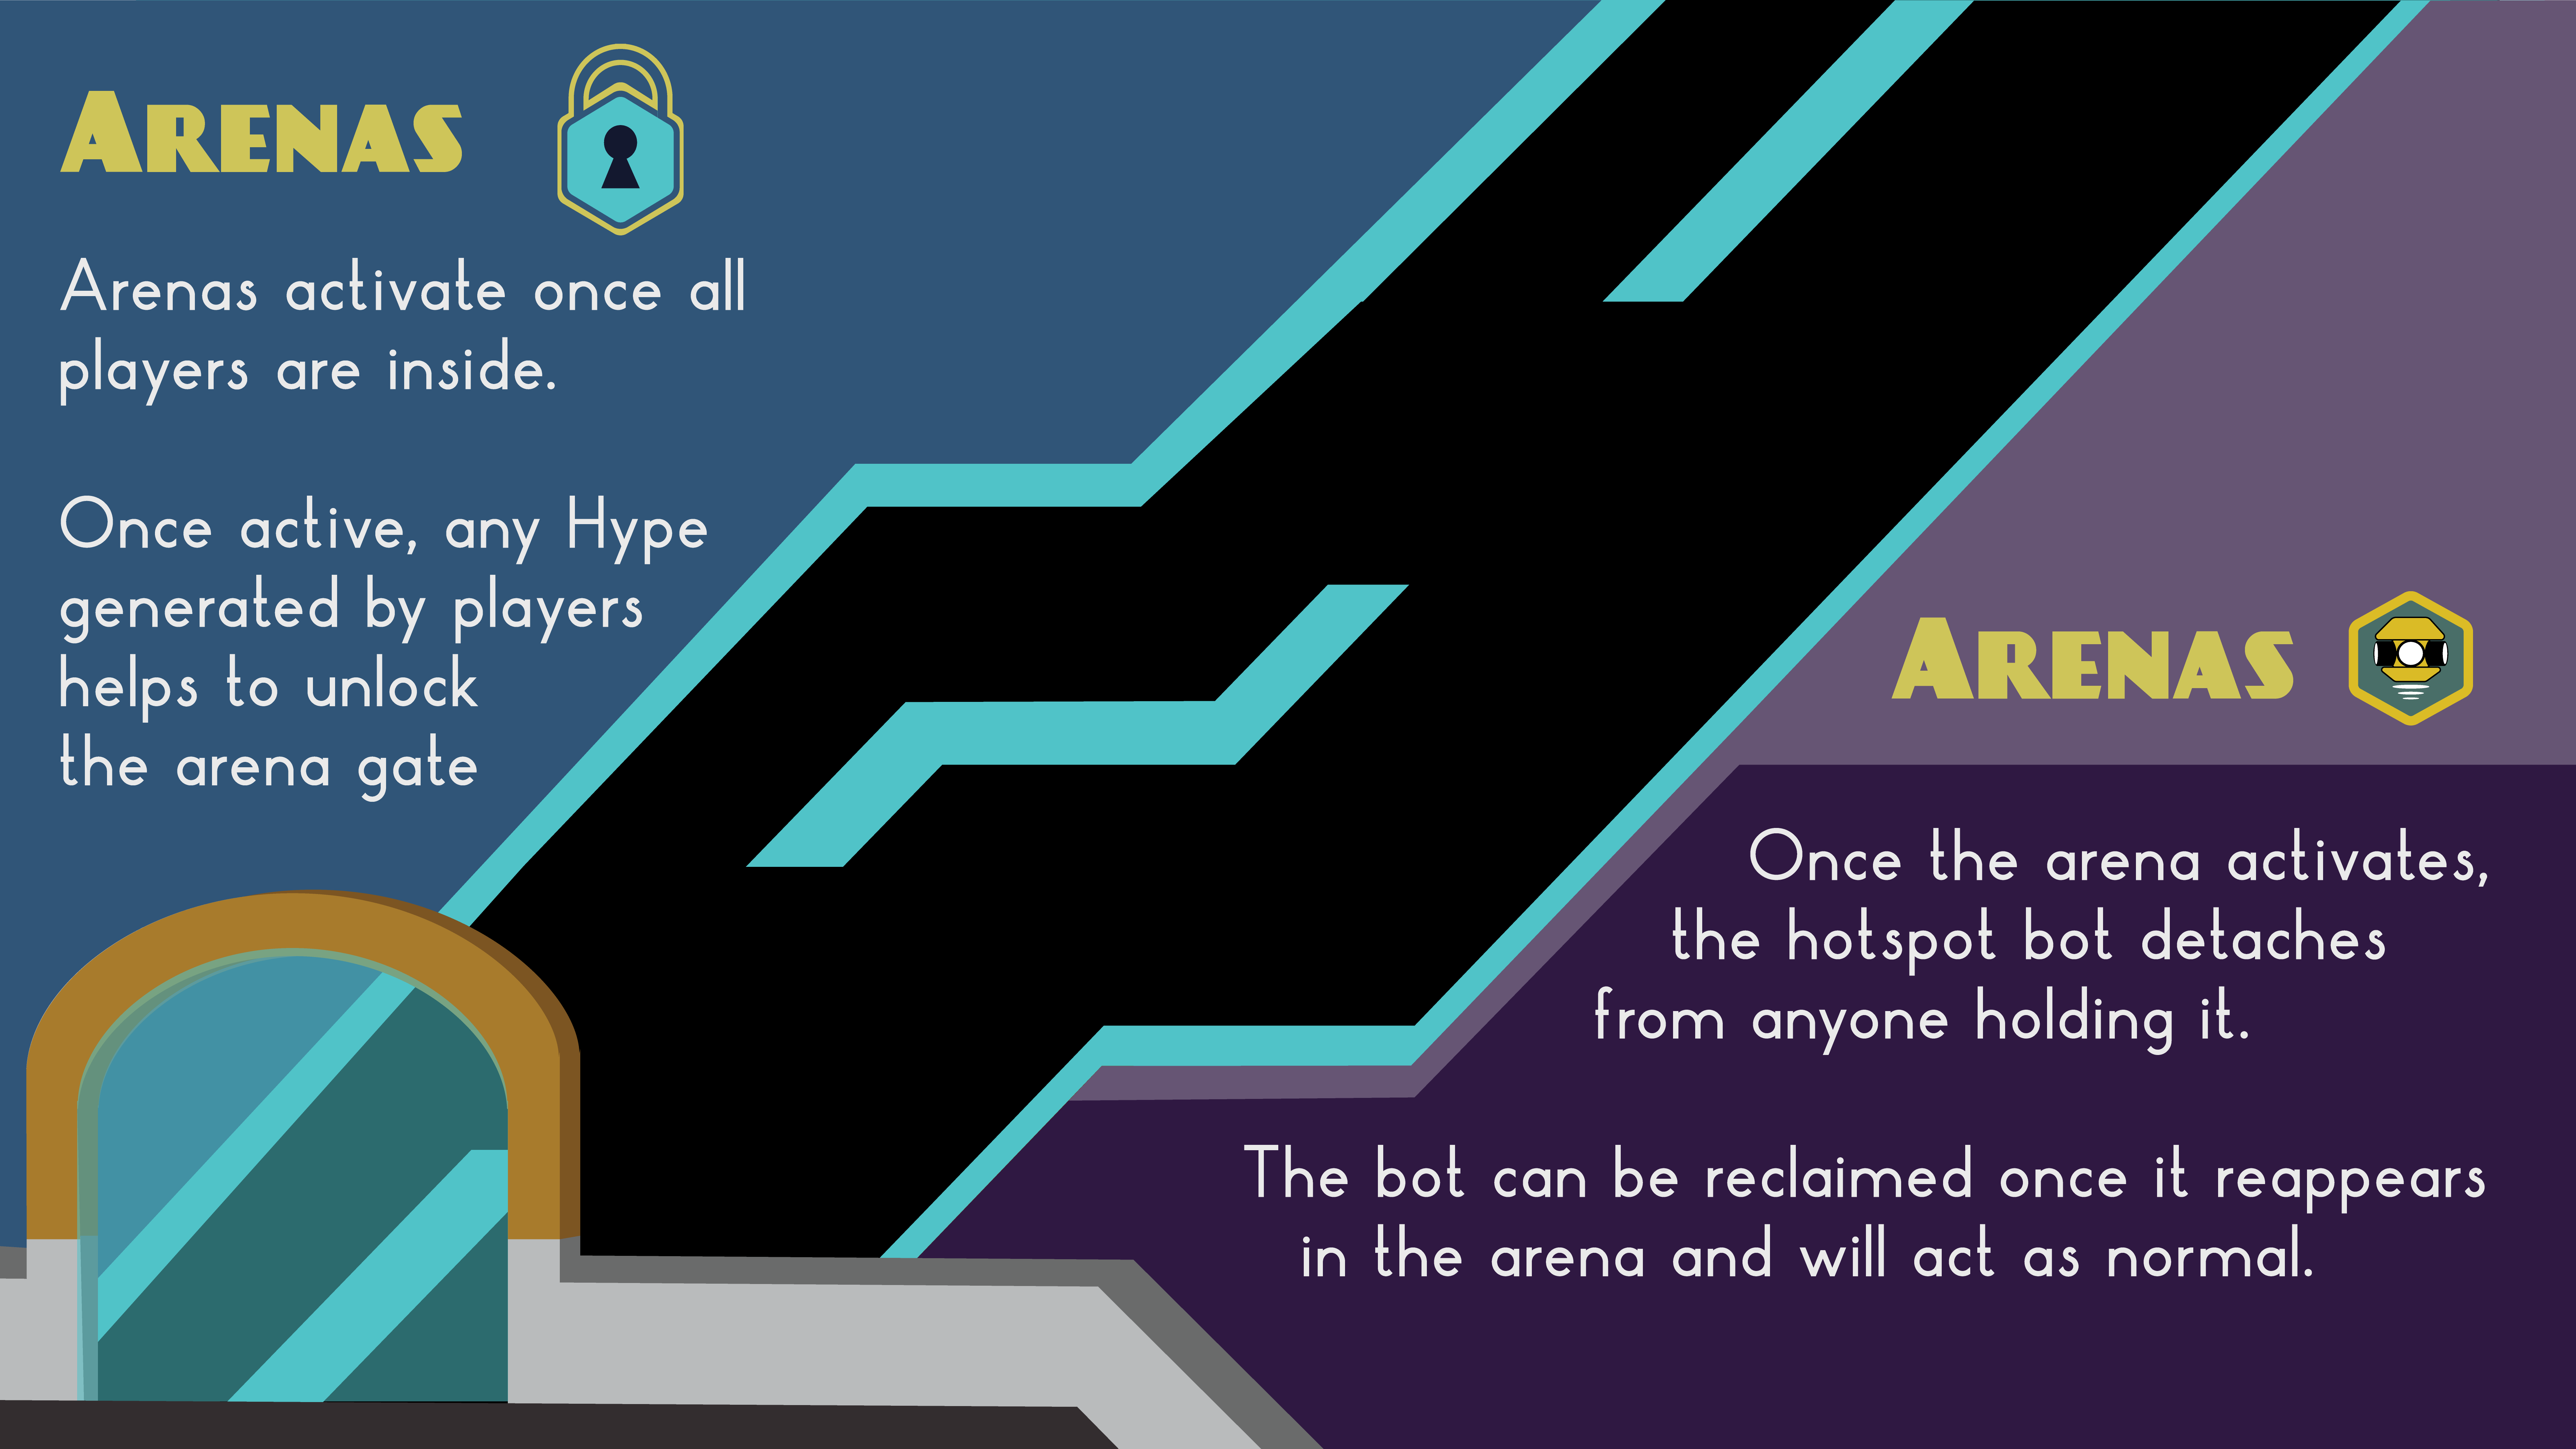 Arenas
Arenas activate once all
players are inside.
Once active, any Hype
generated by players
helps to unlock
the arena gate
Arenas
Once the arena activates,
the hotspot bot detaches
from anyone holding it.
The bot can be reclaimed once it reappears
in the arena and will act as normal.